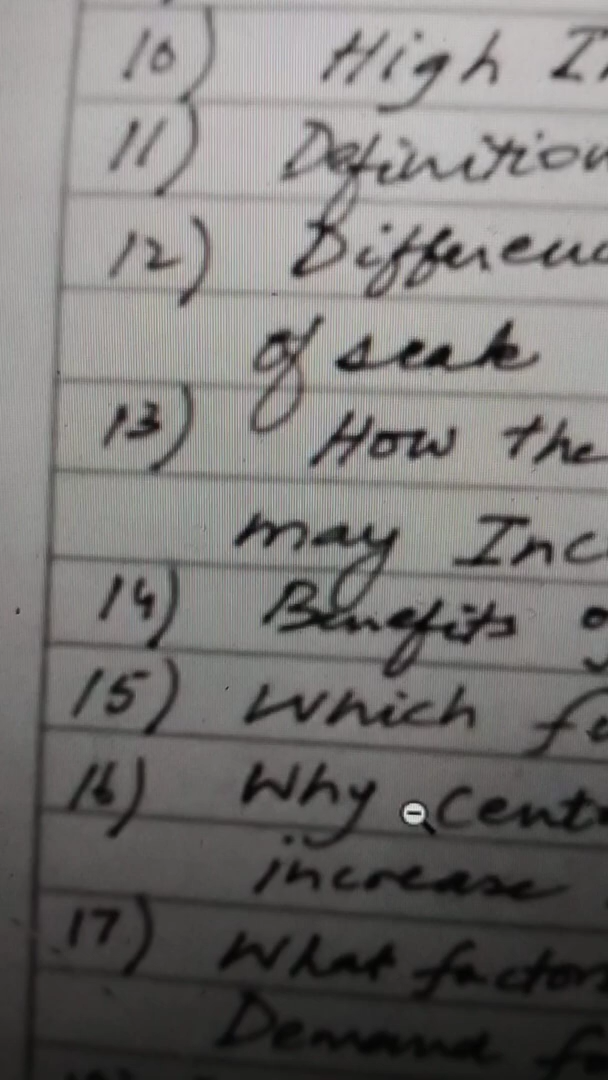 10) High
11) Definition
12)
of scale
13) How the
may Inc
14) Benefits
15) Which
16) Why Cent
increase
17) What factors
Demand